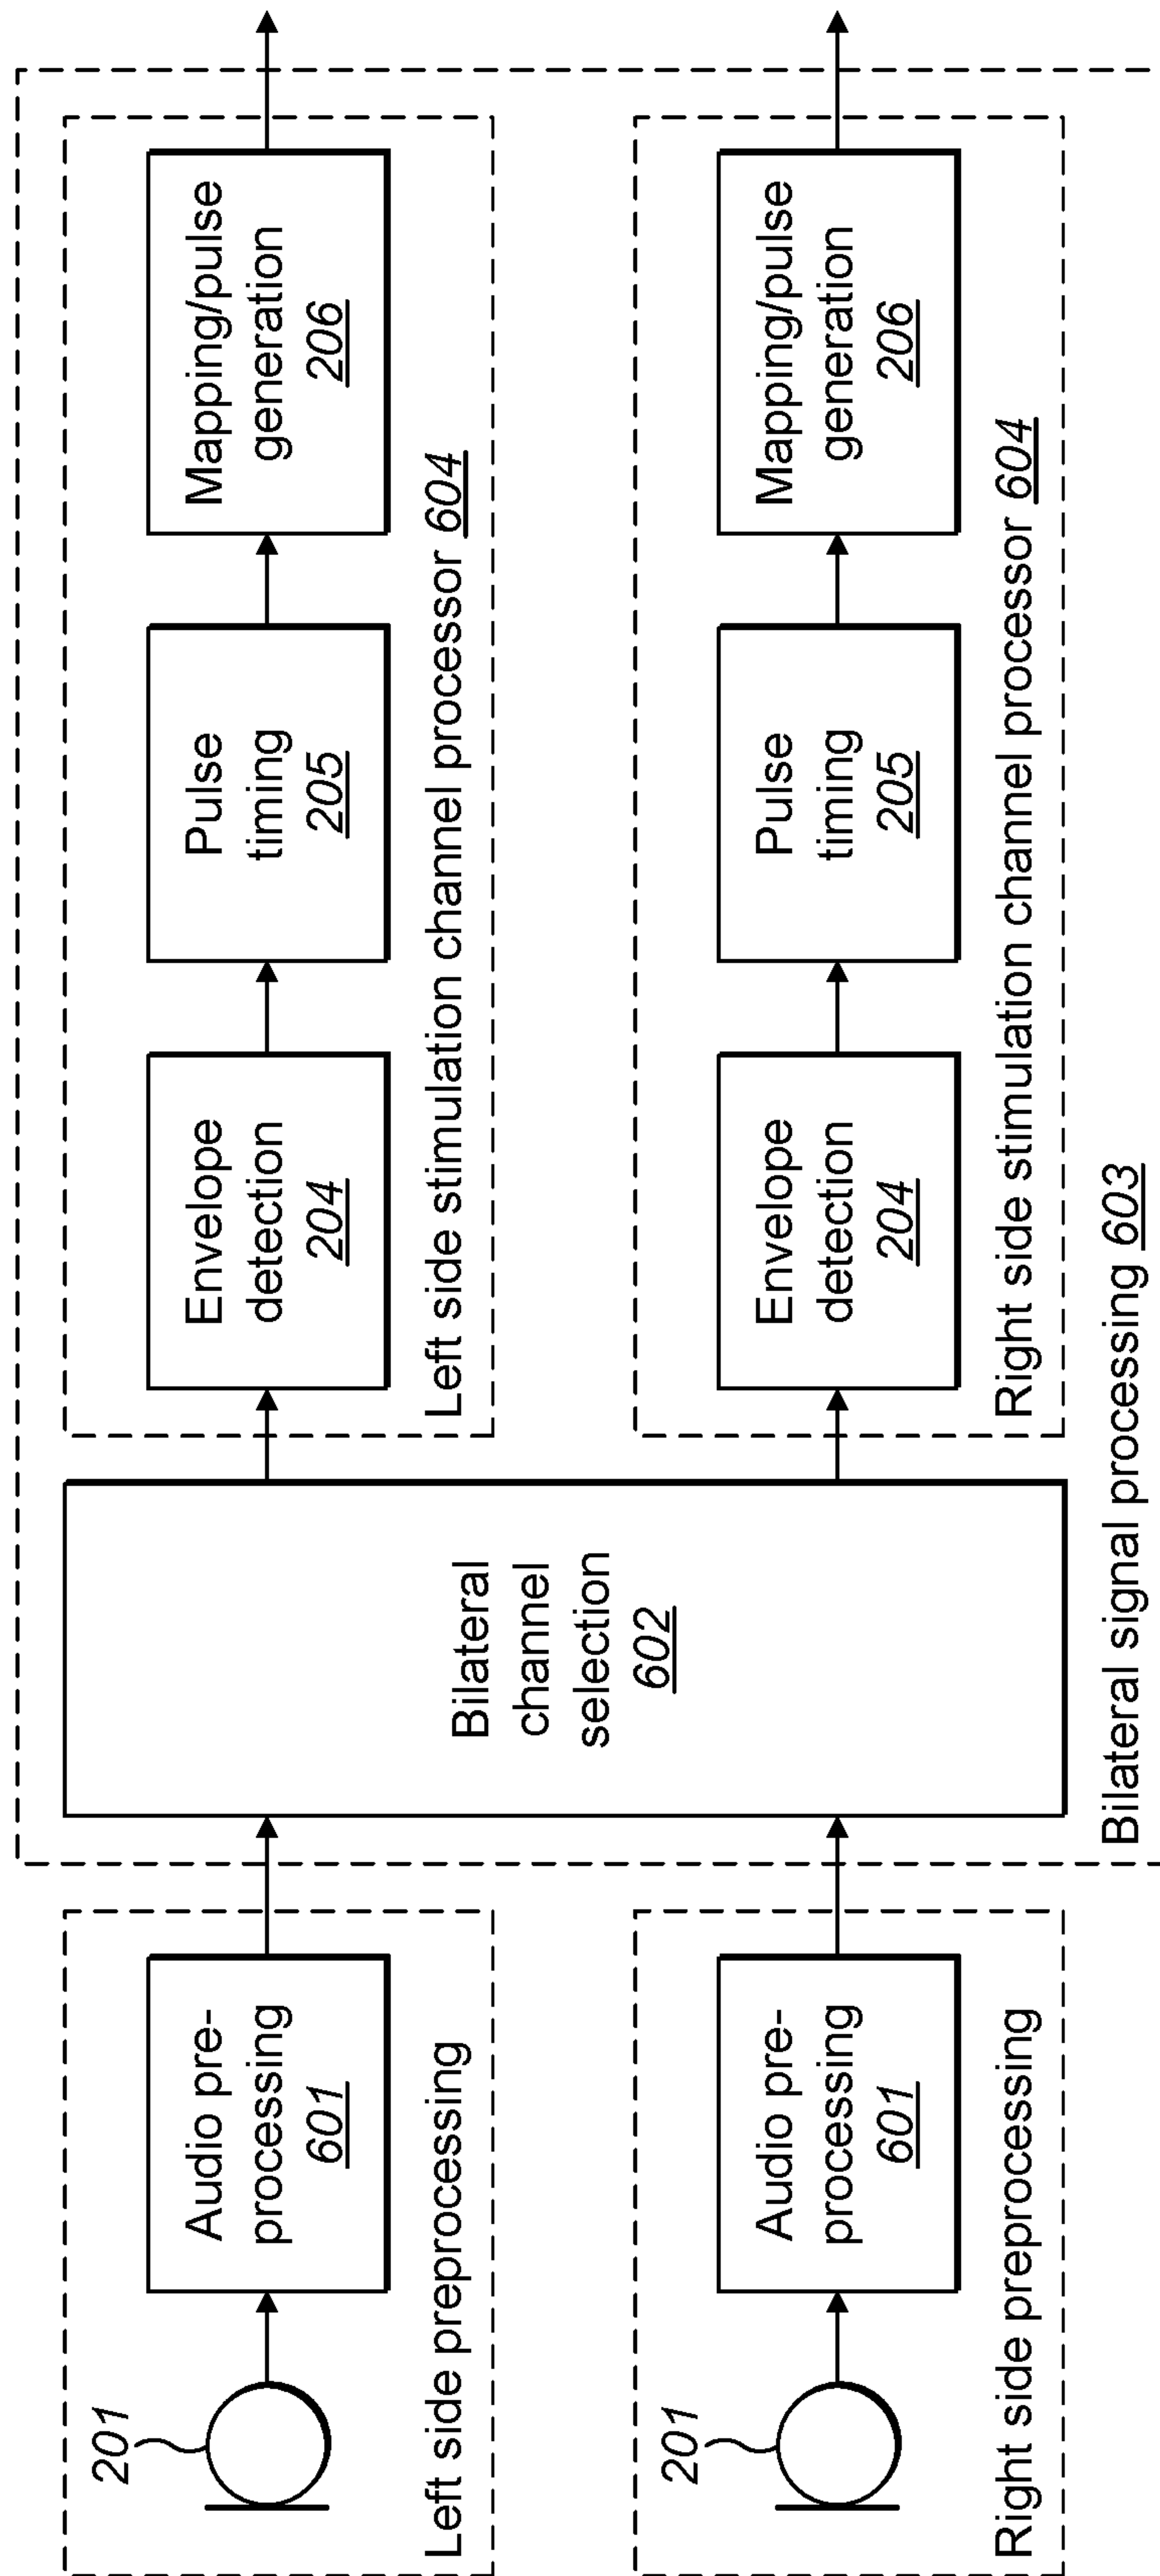 201
Audio pre-
processing
601
Left side preprocessing
201
Audio pre-
processing
601
Right side preprocessing
Bilateral
channel
selection
602
Envelope
detection
204
Pulse
timing
205
Mapping/pulse
generation
206
Left side stimulation channel processor 604
Envelope
detection
204
Pulse
timing
205
Mapping/pulse
generation
206
Right side stimulation channel processor 604
Bilateral signal processing 603